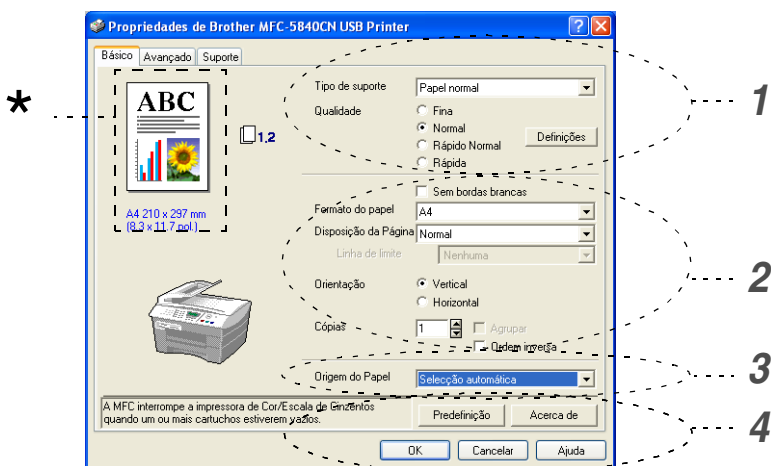 Propriedades de Brother MFC-5840CN USB Printer
Básico Avançado Suporte
*
ABC
1,2
A4 210 x 297 mm
(8.3 x 11.7 pol.)
Tipo de suporte Papel normal
Qualidade Fina
Normal
Rápido Normal
Rápida
Definições
1
Sem bordas brancas
Formato do papel A4
Disposição da Página Normal
Linha de limite Nenhuma
Orientação Vertical
Horizontal
Cópias 1 Agrupar
Ordem inversa
2
Origem do Papel Selecção automática
3
A MFC interrompe a impressora de Cor/Escala de Cinzentos
quando um ou mais cartuchos estiverem vazios.
Predefinição Acerca de
4
OK Cancelar Ajuda